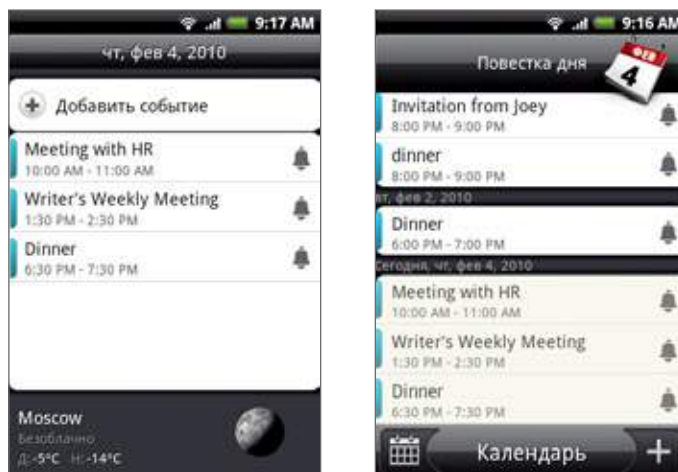 9:17 AM
чт, фев 4, 2010
Добавить событие
Meeting with HR
10:00 AM - 11:00 AM
Writer's Weekly Meeting
1:30 PM - 2:30 PM
Dinner
6:30 PM - 7:30 PM
Moscow
Безоблачно
Д: -5°C Н: -14°C
9:16 AM
Повестка дня
ФЕВ
4
Invitation from Joey
8:00 PM - 9:00 PM
dinner
8:00 PM - 9:00 PM
вт, фев 2, 2010
Dinner
6:00 PM - 7:00 PM
Сегодня, чт, фев 4, 2010
Meeting with HR
10:00 AM - 11:00 AM
Writer's Weekly Meeting
1:30 PM - 2:30 PM
Dinner
6:30 PM - 7:30 PM
Календарь